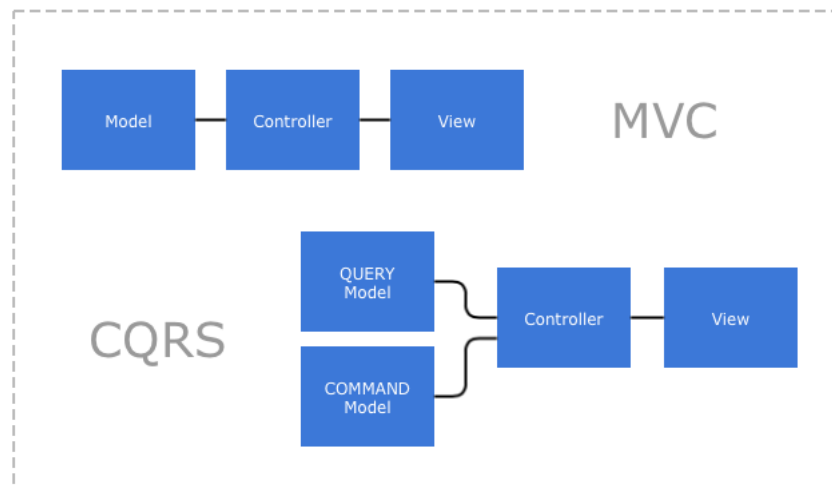 Model
Controller
View
MVC
QUERY
Model
CQRS
COMMAND
Model
Controller
View